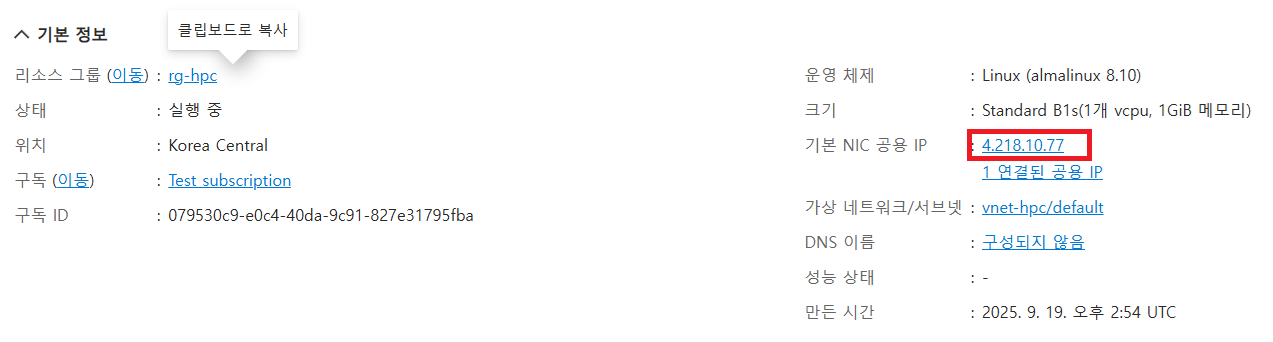 클립보드로 복사
기본 정보
리소스 그룹 (이동) : rg-hpc
상태 : 실행 중
위치 : Korea Central
구독 (이동) : Test subscription
구독 ID : 079530c9-e0c4-40da-9c91-827e31795fba
운영 체제 : Linux (almalinux 8.10)
크기 : Standard B1s(1개 vcpu, 1GiB 메모리)
기본 NIC 공용 IP : 4.218.10.77
1 연결된 공용 IP
가상 네트워크/서브넷 : vnet-hpc/default
DNS 이름 : 구성되지 않음
성능 상태 : -
만든 시간 : 2025. 9. 19. 오후 2:54 UTC